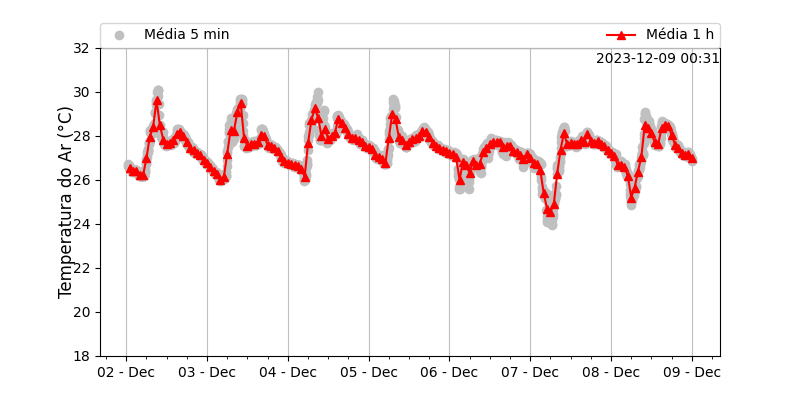 Média 5 min
Média 1 h
2023-12-09 00:31
Temperatura do Ar (°C)
32
30
28
26
24
22
20
18
02 - Dec
03 - Dec
04 - Dec
05 - Dec
06 - Dec
07 - Dec
08 - Dec
09 - Dec